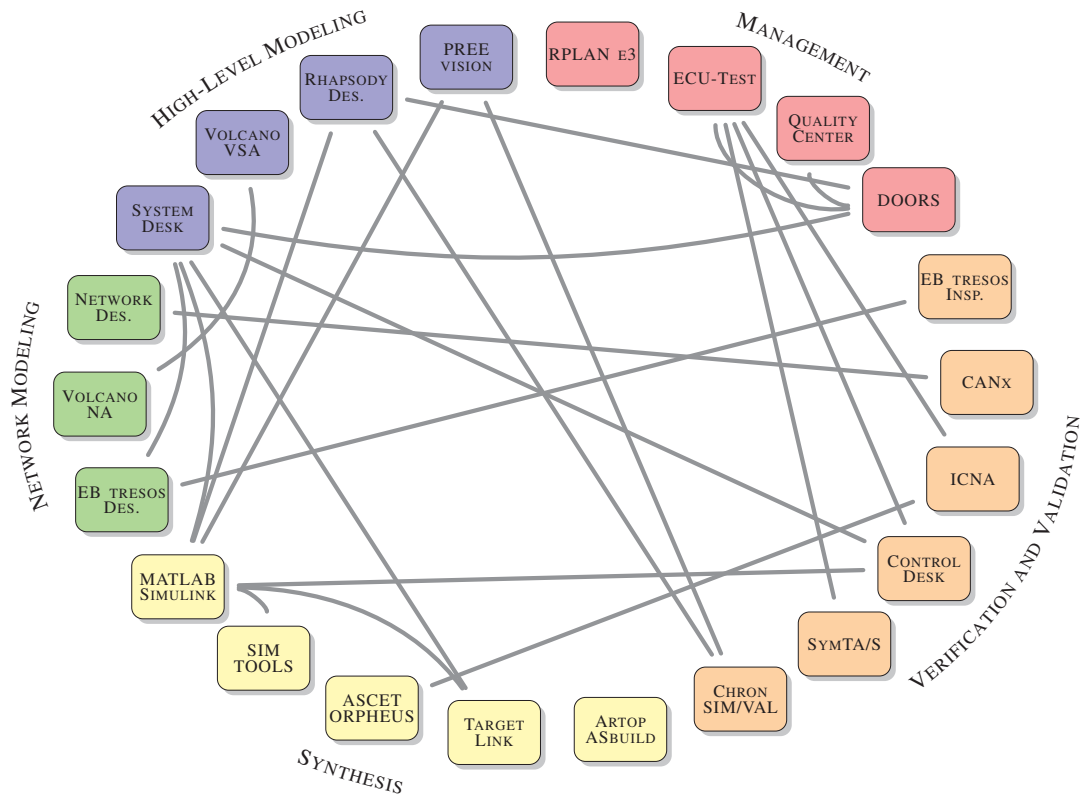 HIGH-LEVEL MODELING
MANAGEMENT
PREE
VISION
RPLAN E3
ECU-TEST
RHAPSODY
DES.
QUALITY
CENTER
VOLCANO
VSA
DOORS
SYSTEM
DESK
EB TRESOS
INSP.
NETWORK
DES.
NETWORK MODELING
CANX
VOLCANO
NA
ICNA
EB TRESOS
DES.
VERIFICATION AND VALIDATION
CONTROL
DESK
MATLAB
SIMULINK
SYMTA/S
SIM
TOOLS
CHRON
SIM/VAL
ASCET
ORPHEUS
TARGET
LINK
ARTOP
ASBUILD
SYNTHESIS